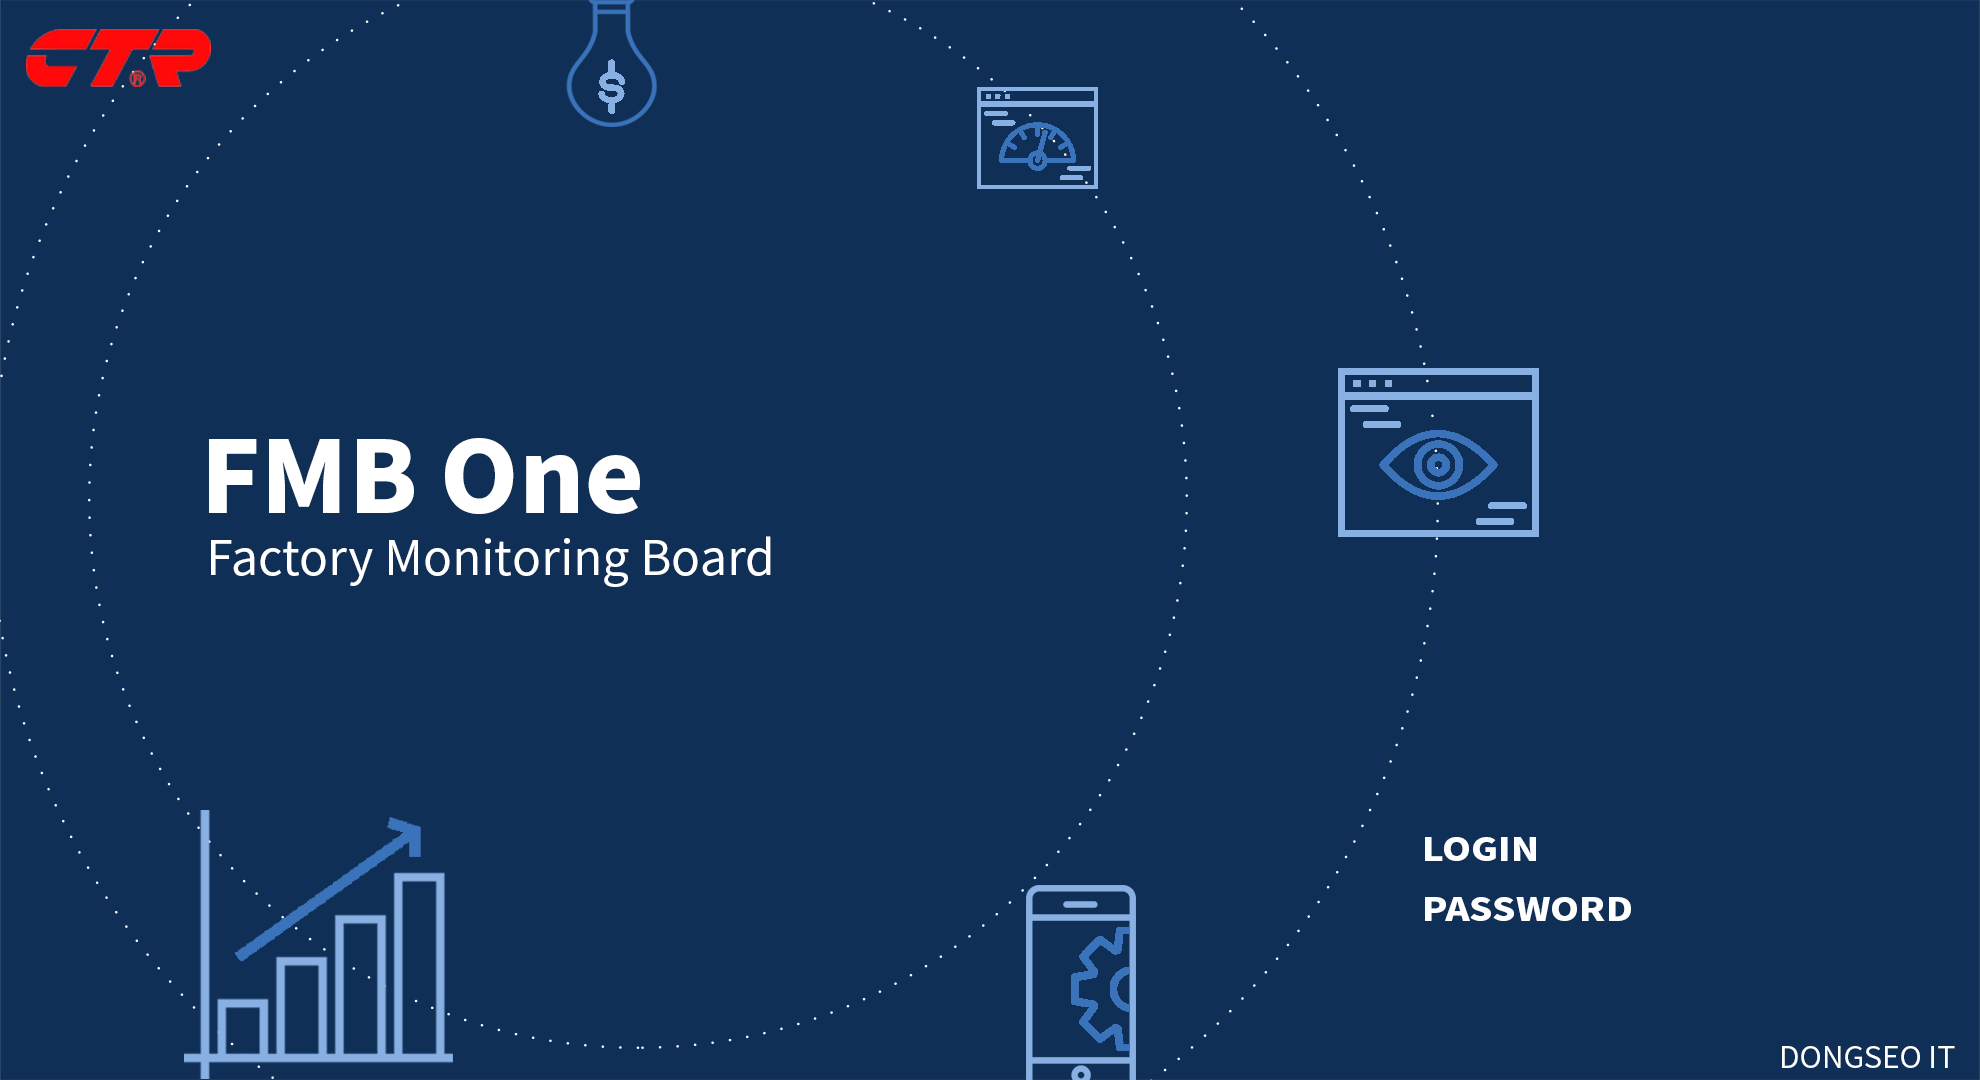 CTR®
$
FMB One
Factory Monitoring Board
LOGIN
PASSWORD
DONGSEO IT